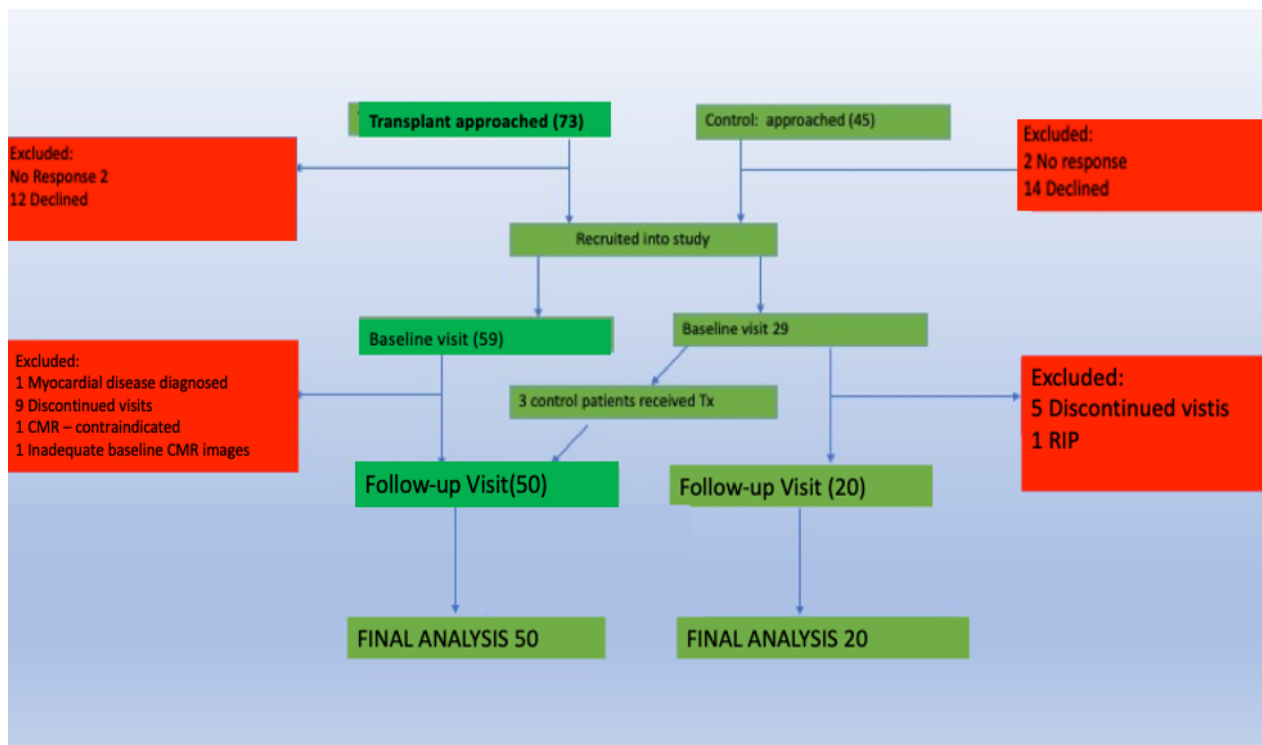 Transplant approached (73)
Control: approached (45)
Excluded:
No Response 2
12 Declined
Excluded:
2 No response
14 Declined
Recruited into study
Baseline visit (59)
Baseline visit 29
Excluded:
1 Myocardial disease diagnosed
9 Discontinued visits
1 CMR – contraindicated
1 Inadequate baseline CMR images
3 control patients received Tx
Excluded:
5 Discontinued vistis
1 RIP
Follow-up Visit(50)
Follow-up Visit (20)
FINAL ANALYSIS 50
FINAL ANALYSIS 20